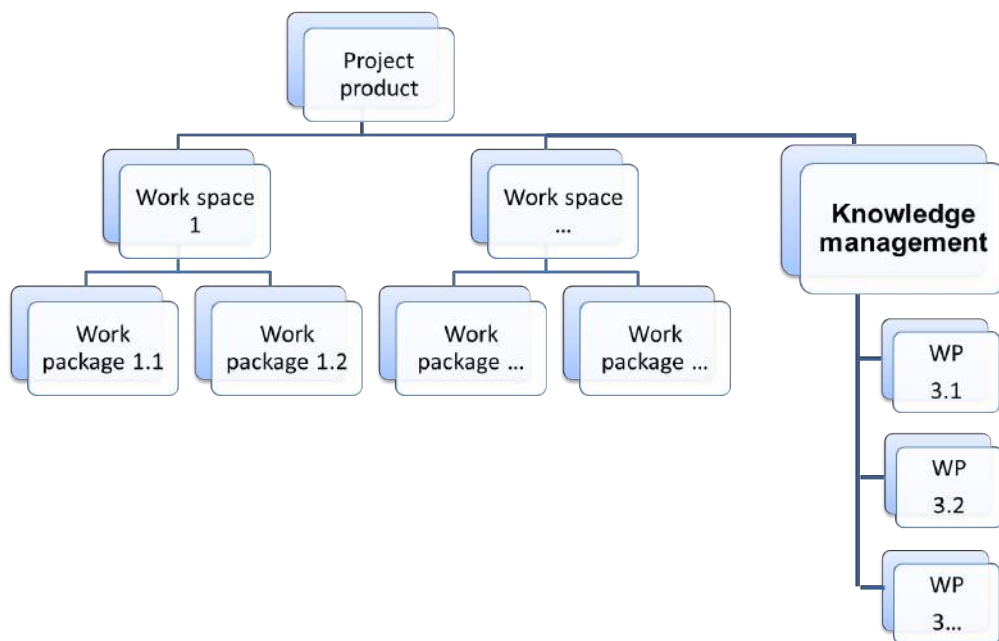 Project
product
Work space
1
Work space
...
Knowledge
management
Work
package 1.1
Work
package 1.2
Work
package ...
Work
package ...
WP
3.1
WP
3.2
WP
3...